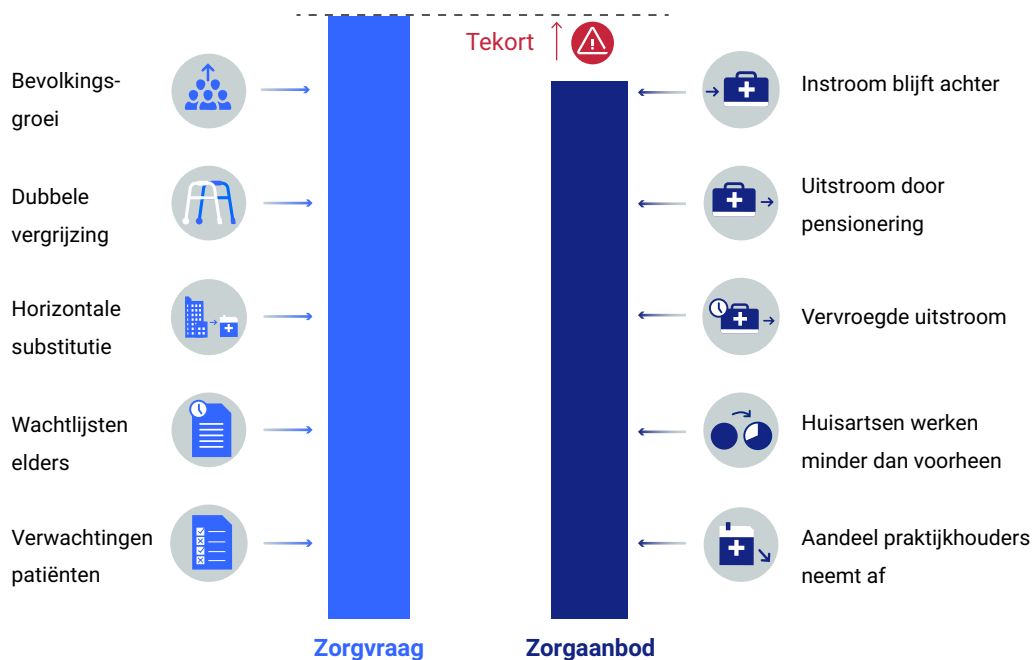 Tekort
Bevolkings-
groei
Dubbele
vergrijzing
Horizontale
substitutie
Wachtlijsten
elders
Verwachtingen
patiënten
Instroom blijft achter
Uitstroom door
pensionering
Vervroegde uitstroom
Huisartsen werken
minder dan voorheen
Aandeel praktijkhouders
neemt af
Zorgvraag
Zorgaanbod